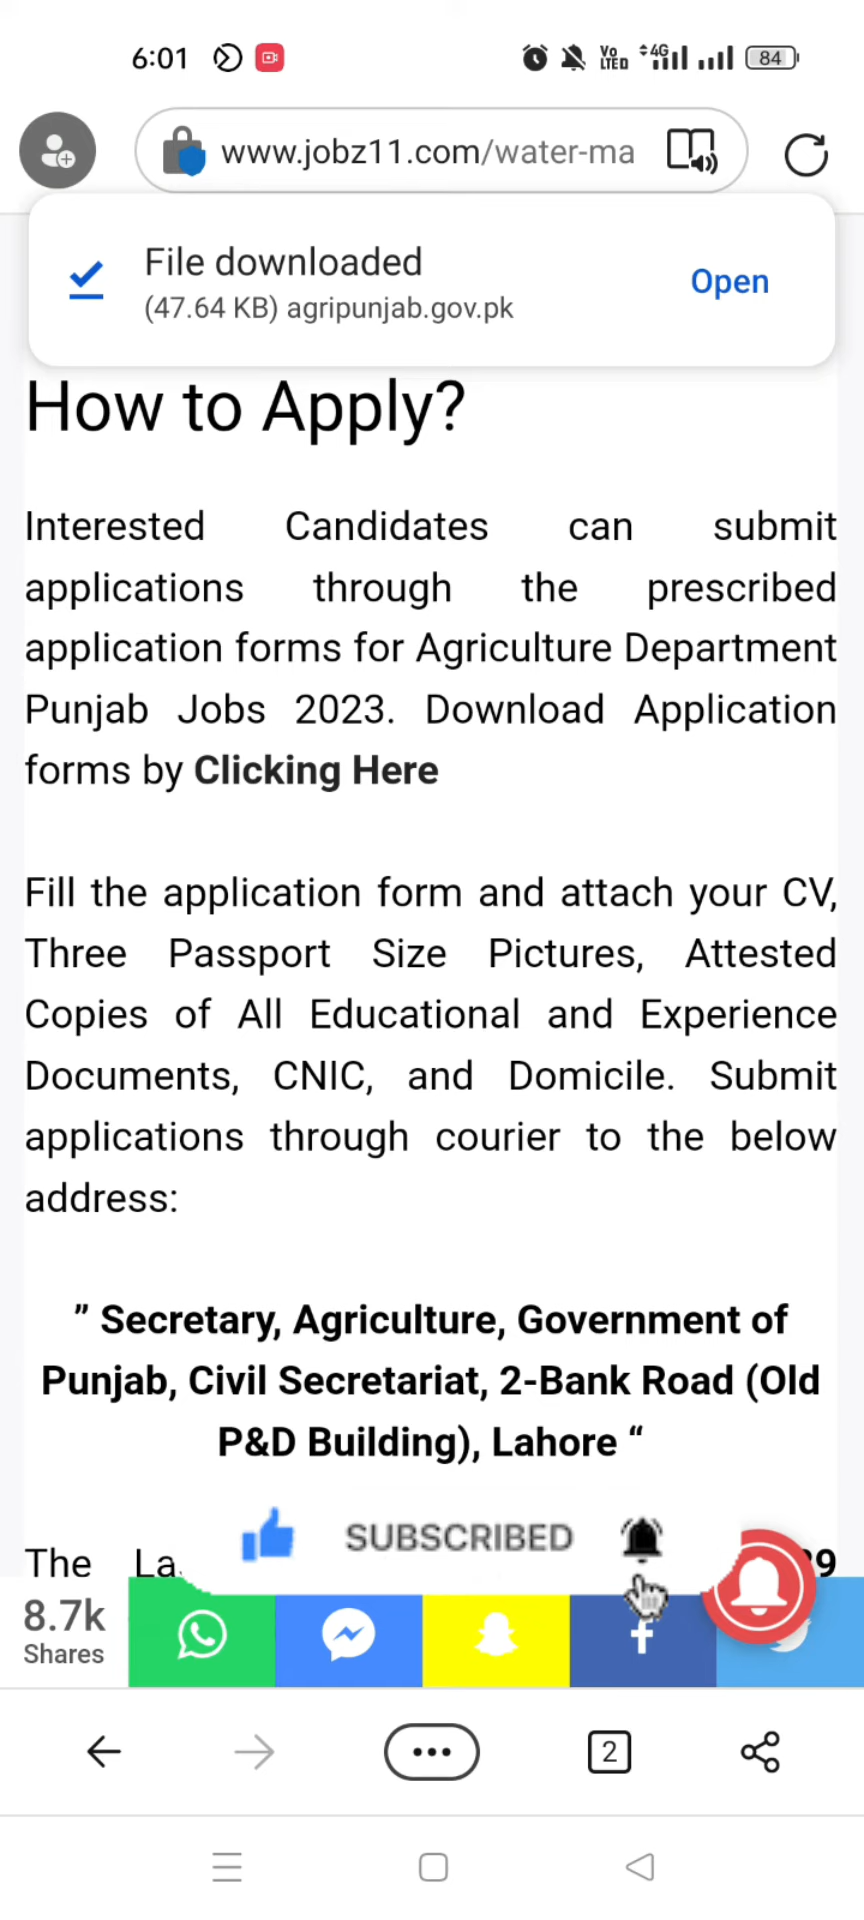 6:01 Vo LTED 4G 84
www.jobz11.com/water-ma
File downloaded
Open
(47.64 KB) agripunjab.gov.pk
How to Apply?
Interested Candidates can submit
applications through the prescribed
application forms for Agriculture Department
Punjab Jobs 2023. Download Application
forms by Clicking Here
Fill the application form and attach your CV,
Three Passport Size Pictures, Attested
Copies of All Educational and Experience
Documents, CNIC, and Domicile. Submit
applications through courier to the below
address:
” Secretary, Agriculture, Government of
Punjab, Civil Secretariat, 2-Bank Road (Old
P&D Building), Lahore “
SUBSCRIBED
The
8.7k
Shares
2